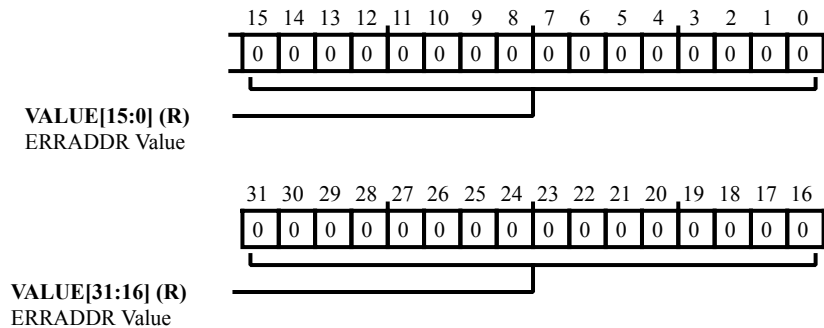 15 14 13 12 11 10 9 8 7 6 5 4 3 2 1 0
0 0 0 0 0 0 0 0 0 0 0 0 0 0 0 0
VALUE[15:0] (R)
ERRADDR Value
31 30 29 28 27 26 25 24 23 22 21 20 19 18 17 16
0 0 0 0 0 0 0 0 0 0 0 0 0 0 0 0
VALUE[31:16] (R)
ERRADDR Value